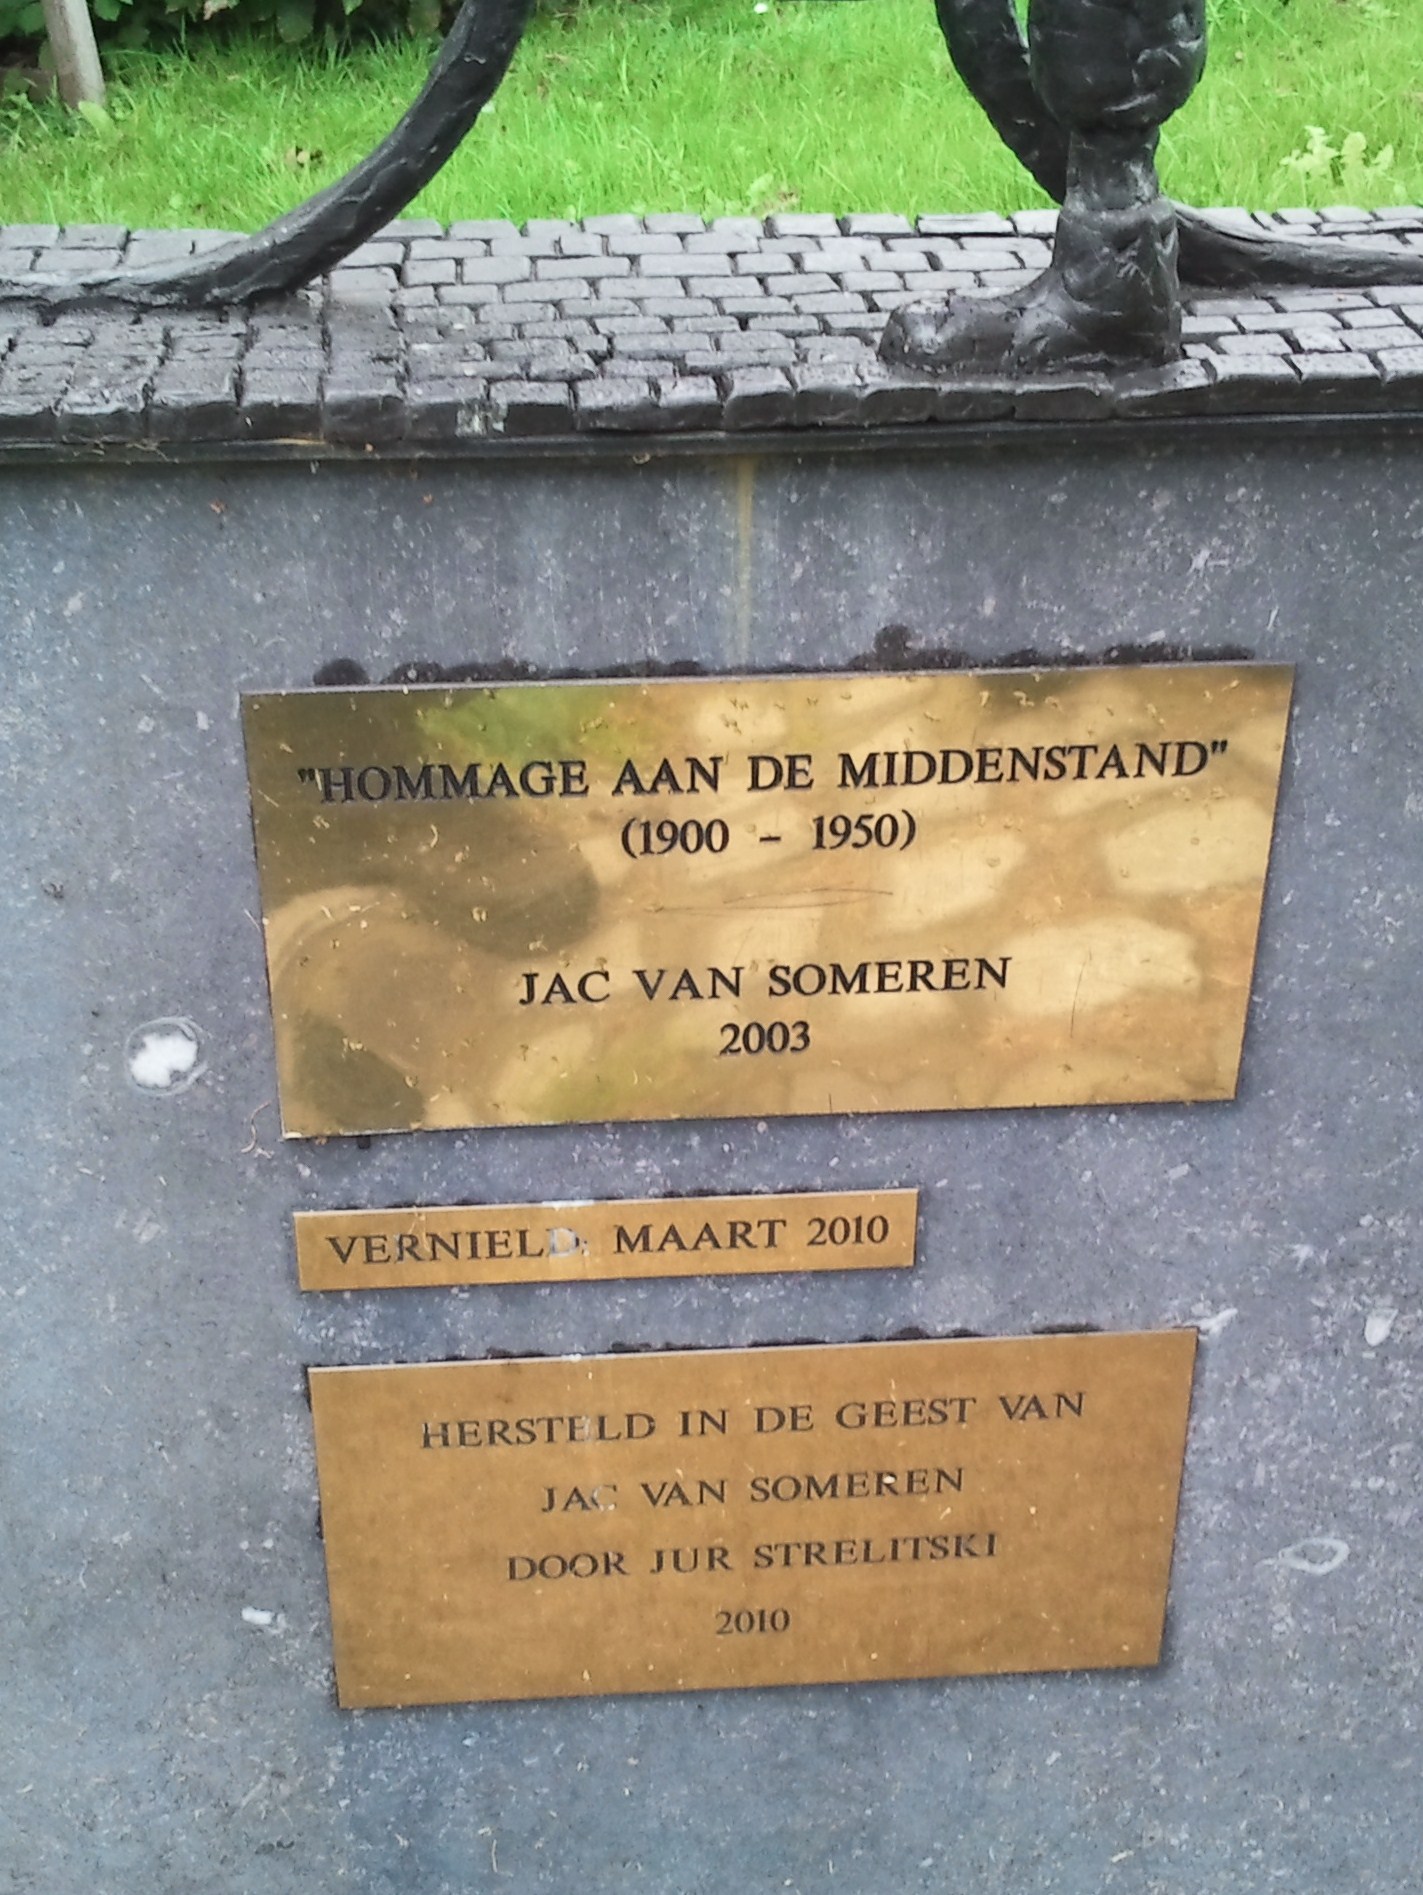 "HOMMAGE AAN DE MIDDENSTAND"
(1900 - 1950)
JAC VAN SOMEREN
2003
VERNIELD: MAART 2010
HERSTELD IN DE GEEST VAN
JAC VAN SOMEREN
DOOR JUR STRELITSKI
2010